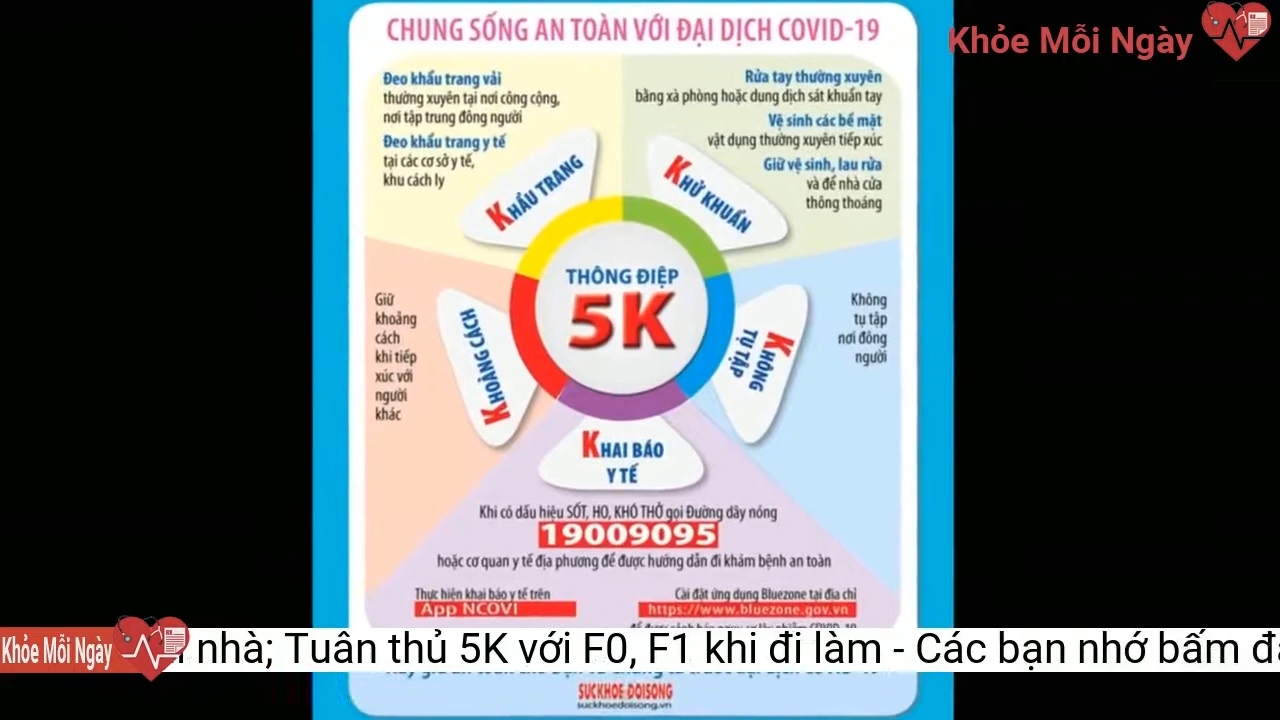 CHUNG SỐNG AN TOÀN VỚI ĐẠI DỊCH COVID-19
Khỏe Mỗi Ngày
Đeo khẩu trang vải
thường xuyên tại nơi công cộng,
nơi tập trung đông người
Đeo khẩu trang y tế
tại các cơ sở y tế,
khu cách ly
Rửa tay thường xuyên
bằng xà phòng hoặc dung dịch sát khuẩn tay
Vệ sinh các bề mặt
vật dụng thường xuyên tiếp xúc
Giữ vệ sinh, lau rửa
và để nhà cửa
thông thoáng
KHẨU TRANG
KHỬ KHUẨN
THÔNG ĐIỆP
5K
Giữ
khoảng
cách
khi tiếp
xúc với
người
khác
KHOẢNG CÁCH
KHÔNG
TỤ TẬP
Không
tụ tập
nơi đông
người
KHAI BÁO
Y TẾ
Khi có dấu hiệu SỐT, HO, KHÓ THỞ gọi Đường dây nóng
19009095
hoặc cơ quan y tế địa phương để được hướng dẫn đi khám bệnh an toàn
Thực hiện khai báo y tế trên
App NCOVI
Cài đặt ứng dụng Bluezone tại địa chỉ
https://www.bluezone.gov.vn
Khỏe Mỗi Ngày
nhà; Tuân thủ 5K với F0, F1 khi đi làm - Các bạn nhớ bấm
SUCKHOE ĐOISONG
suckhoedoisong.vn